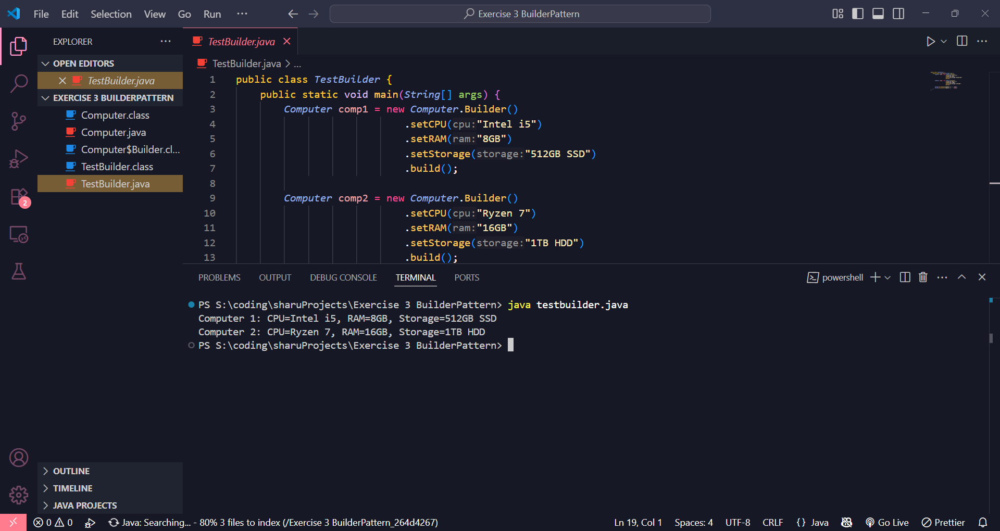 File Edit Selection View Go Run ···
Exercise 3 BuilderPattern
EXPLORER
OPEN EDITORS
TestBuilder.java
EXERCISE 3 BUILDERPATTERN
Computer.class
Computer.java
Computer$Builder.cl...
TestBuilder.class
TestBuilder.java
OUTLINE
TIMELINE
JAVA PROJECTS
2
TestBuilder.java
TestBuilder.java > ...
1 public class TestBuilder {
2 public static void main(String[] args) {
3 Computer comp1 = new Computer.Builder()
4 .setCPU(cpu:"Intel i5")
5 .setRAM(ram:"8GB")
6 .setStorage(storage:"512GB SSD")
7 .build();
8
9 Computer comp2 = new Computer.Builder()
10 .setCPU(cpu:"Ryzen 7")
11 .setRAM(ram:"16GB")
12 .setStorage(storage:"1TB HDD")
13 .build();
PROBLEMS OUTPUT DEBUG CONSOLE TERMINAL PORTS
powershell
PS S:\coding\sharuProjects\Exercise 3 BuilderPattern> java testbuilder.java
Computer 1: CPU=Intel i5, RAM=8GB, Storage=512GB SSD
Computer 2: CPU=Ryzen 7, RAM=16GB, Storage=1TB HDD
PS S:\coding\sharuProjects\Exercise 3 BuilderPattern>
0 0 Java: Searching... - 80% 3 files to index (/Exercise 3 BuilderPattern_264d4267)
Ln 19, Col 1 Spaces: 4 UTF-8 CRLF {} Java Go Live Prettier